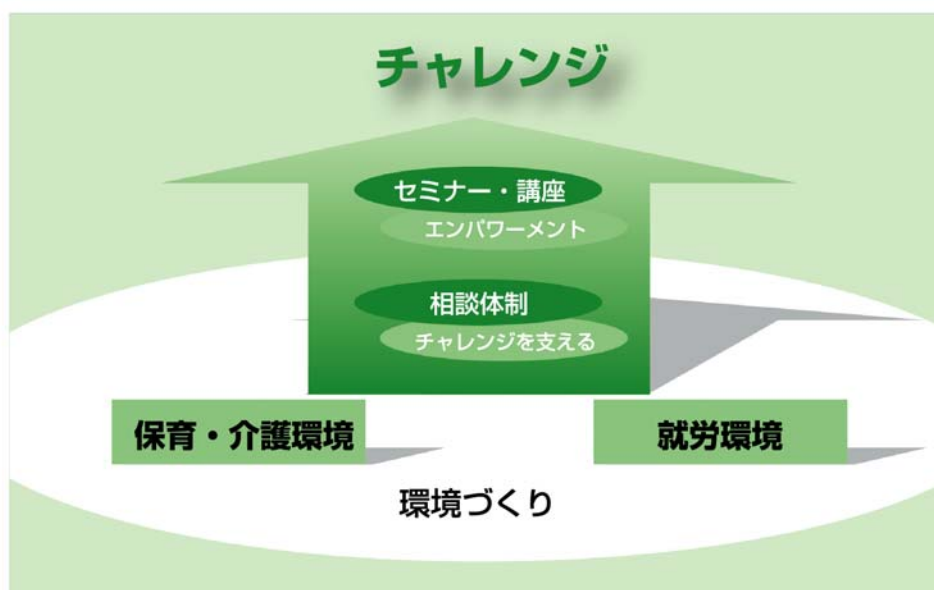 チャレンジ
セミナー・講座
エンパワーメント
相談体制
チャレンジを支える
保育・介護環境
就労環境
環境づくり